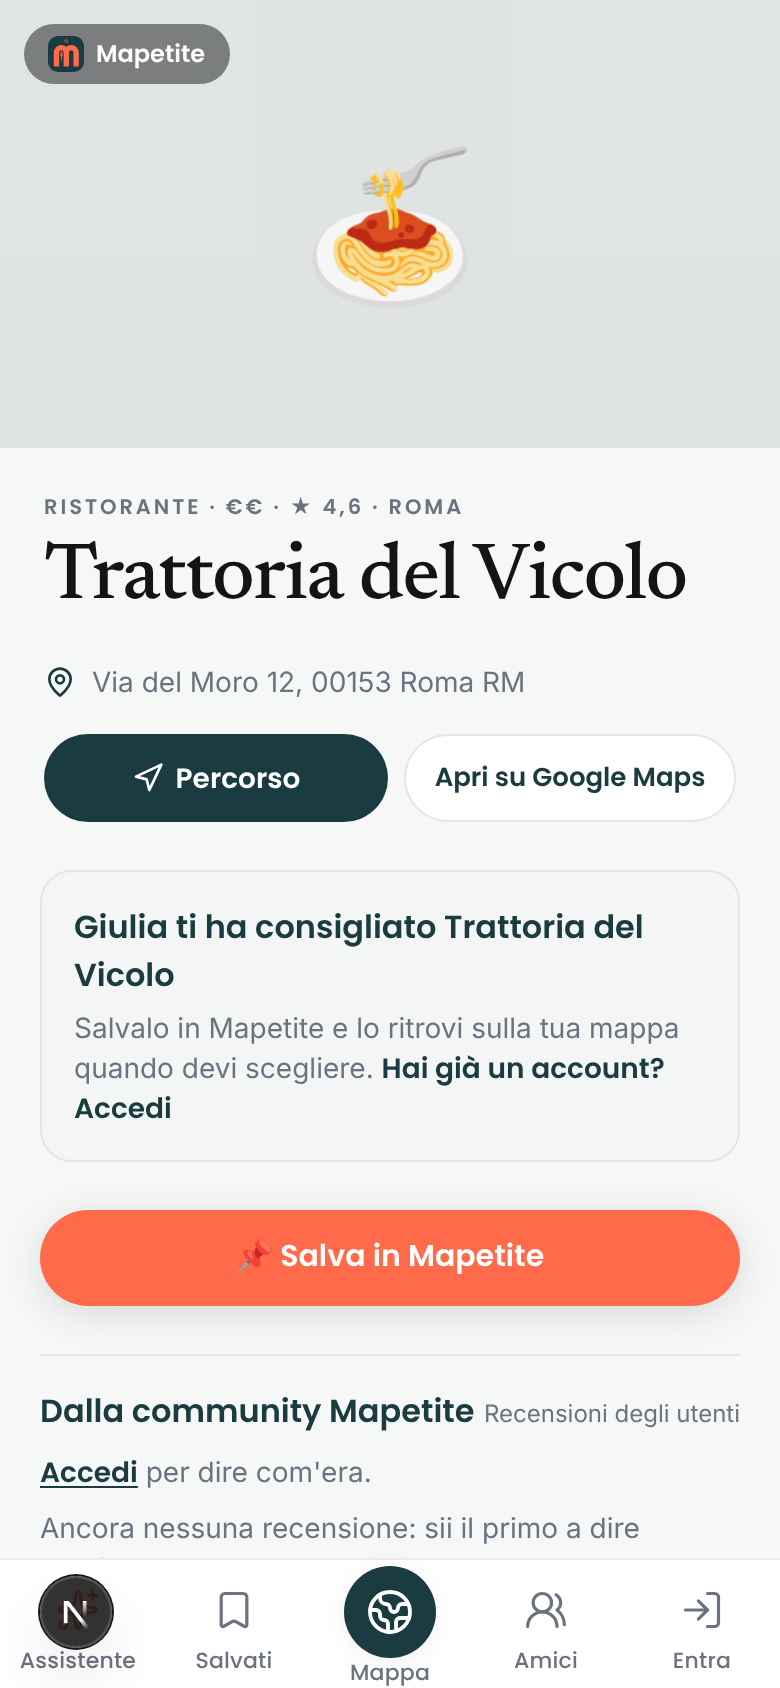 Mapetite
RISTORANTE · €€ · ★ 4,6 · ROMA
Trattoria del Vicolo
Via del Moro 12, 00153 Roma RM
Percorso
Apri su Google Maps
Giulia ti ha consigliato Trattoria del
Vicolo
Salvalo in Mapetite e lo ritrovi sulla tua mappa
quando devi scegliere. Hai già un account?
Accedi
📌 Salva in Mapetite
Dalla community Mapetite Recensioni degli utenti
Accedi per dire com'era.
Ancora nessuna recensione: sii il primo a dire
N
Assistente
Salvati
Mappa
Amici
Entra